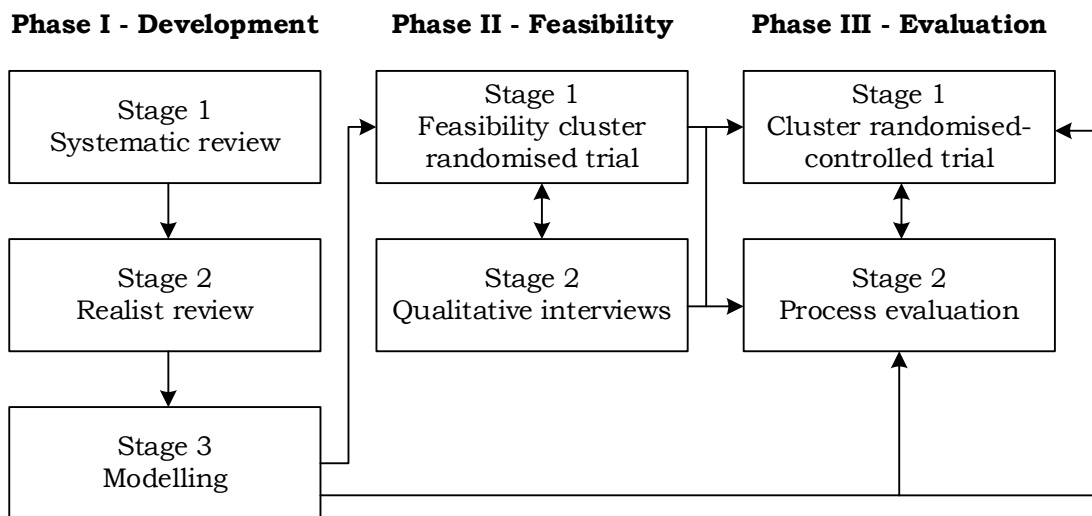 Phase I - Development
Phase II - Feasibility
Phase III - Evaluation
Stage 1
Systematic review
Stage 1
Feasibility cluster
randomised trial
Stage 1
Cluster randomised-
controlled trial
Stage 2
Realist review
Stage 2
Qualitative interviews
Stage 2
Process evaluation
Stage 3
Modelling